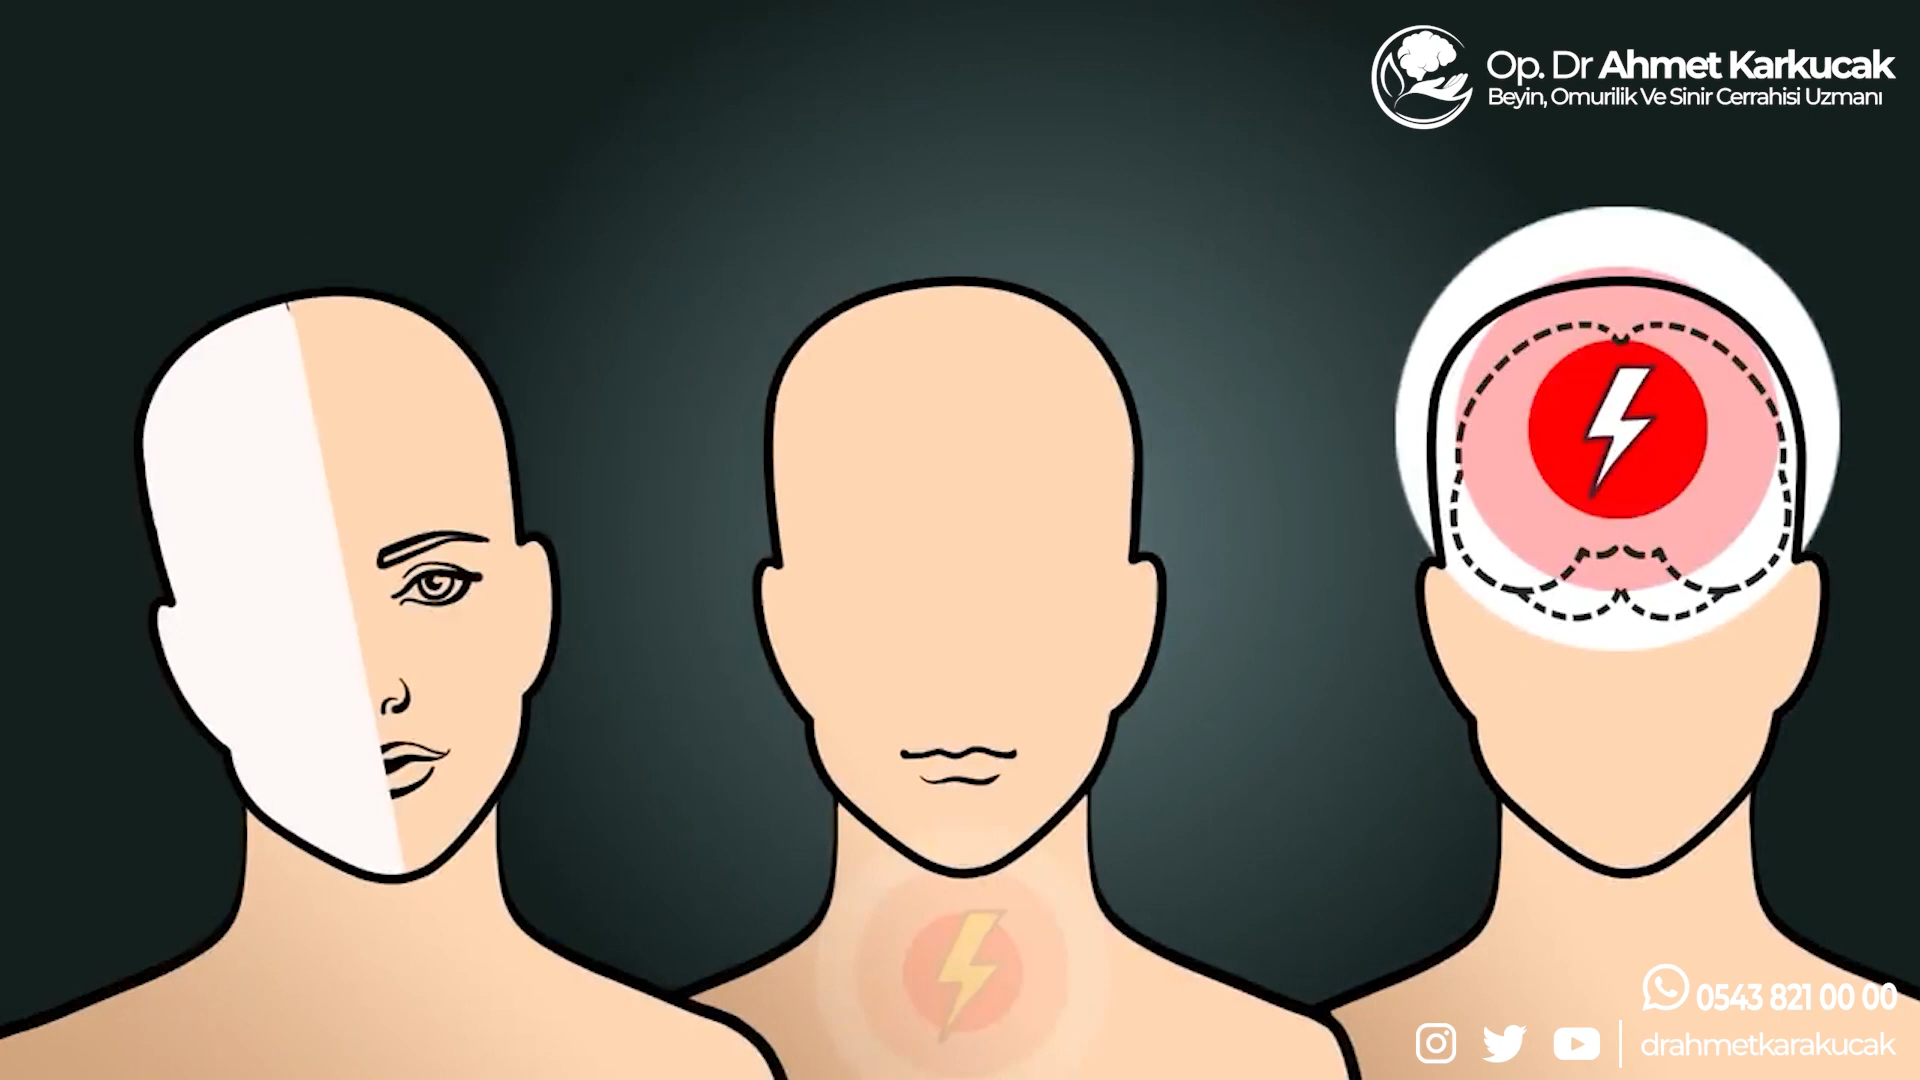 Op. Dr Ahmet Karkucak
Beyin, Omurilik Ve Sinir Cerrahisi Uzmanı
0543 821 00 00
drahmetkarakucak